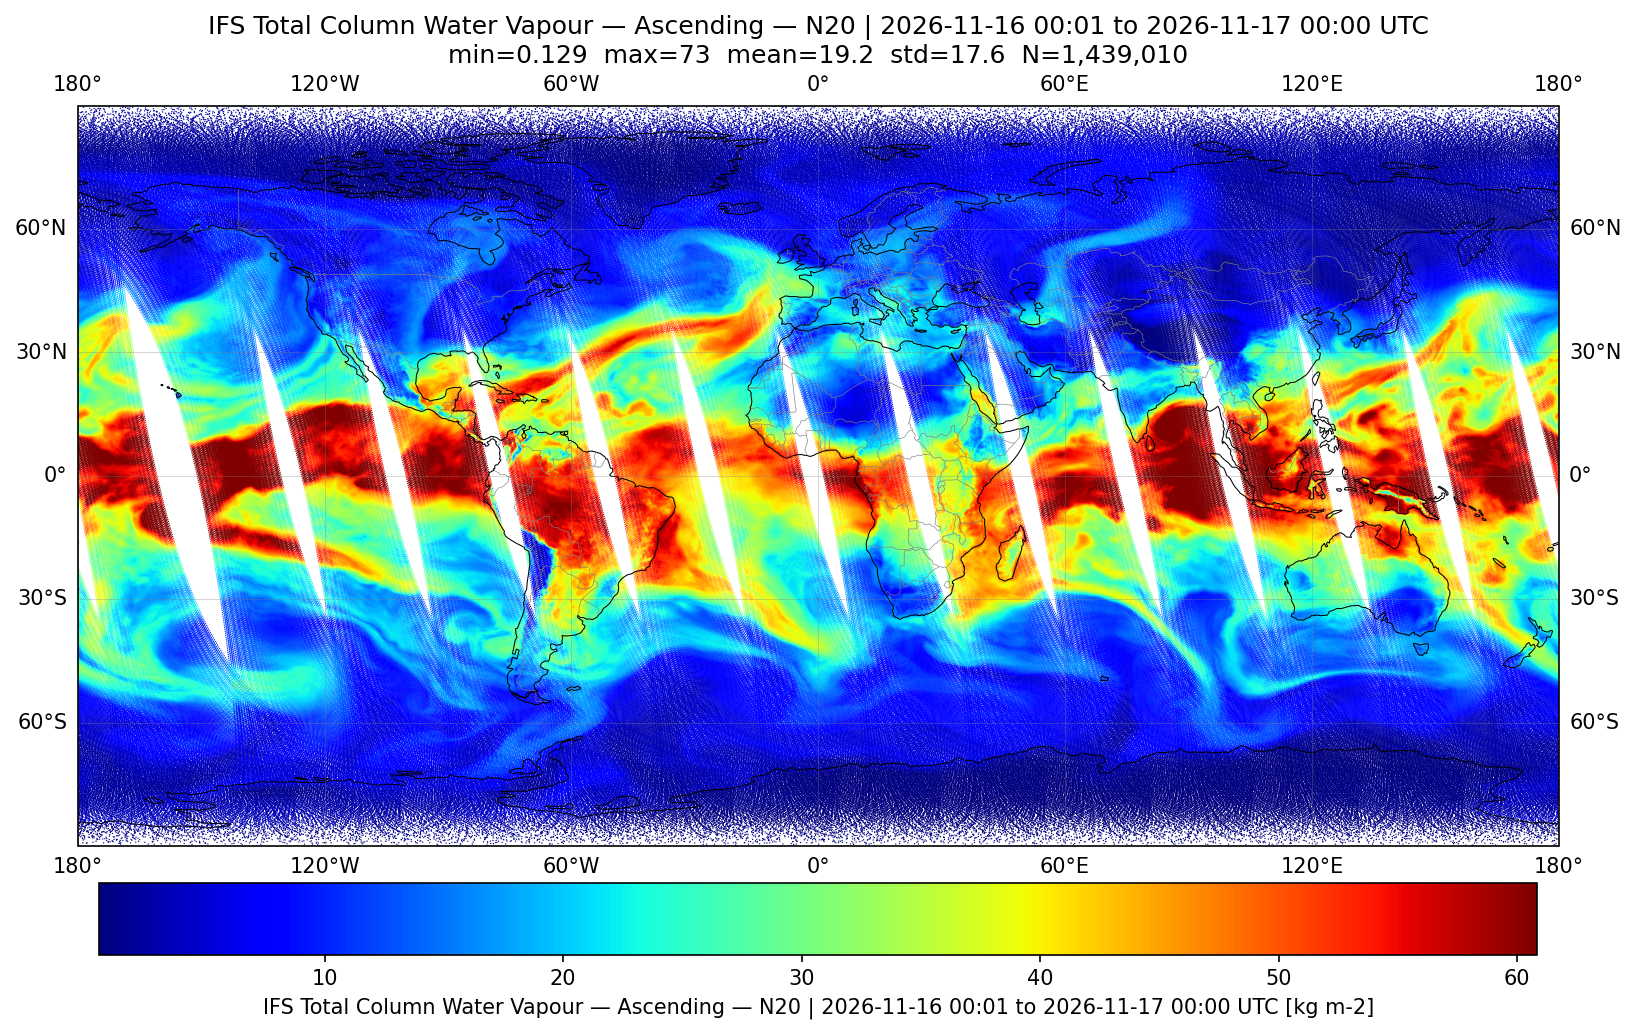 IFS Total Column Water Vapour — Ascending — N20 | 2026-11-16 00:01 to 2026-11-17 00:00 UTC
min=0.129  max=73  mean=19.2  std=17.6  N=1,439,010
180° 120°W 60°W 0° 60°E 120°E 180°
60°N 60°N
30°N 30°N
0° 0°
30°S 30°S
60°S 60°S
180° 120°W 60°W 0° 60°E 120°E 180°
10 20 30 40 50 60
IFS Total Column Water Vapour — Ascending — N20 | 2026-11-16 00:01 to 2026-11-17 00:00 UTC [kg m-2]